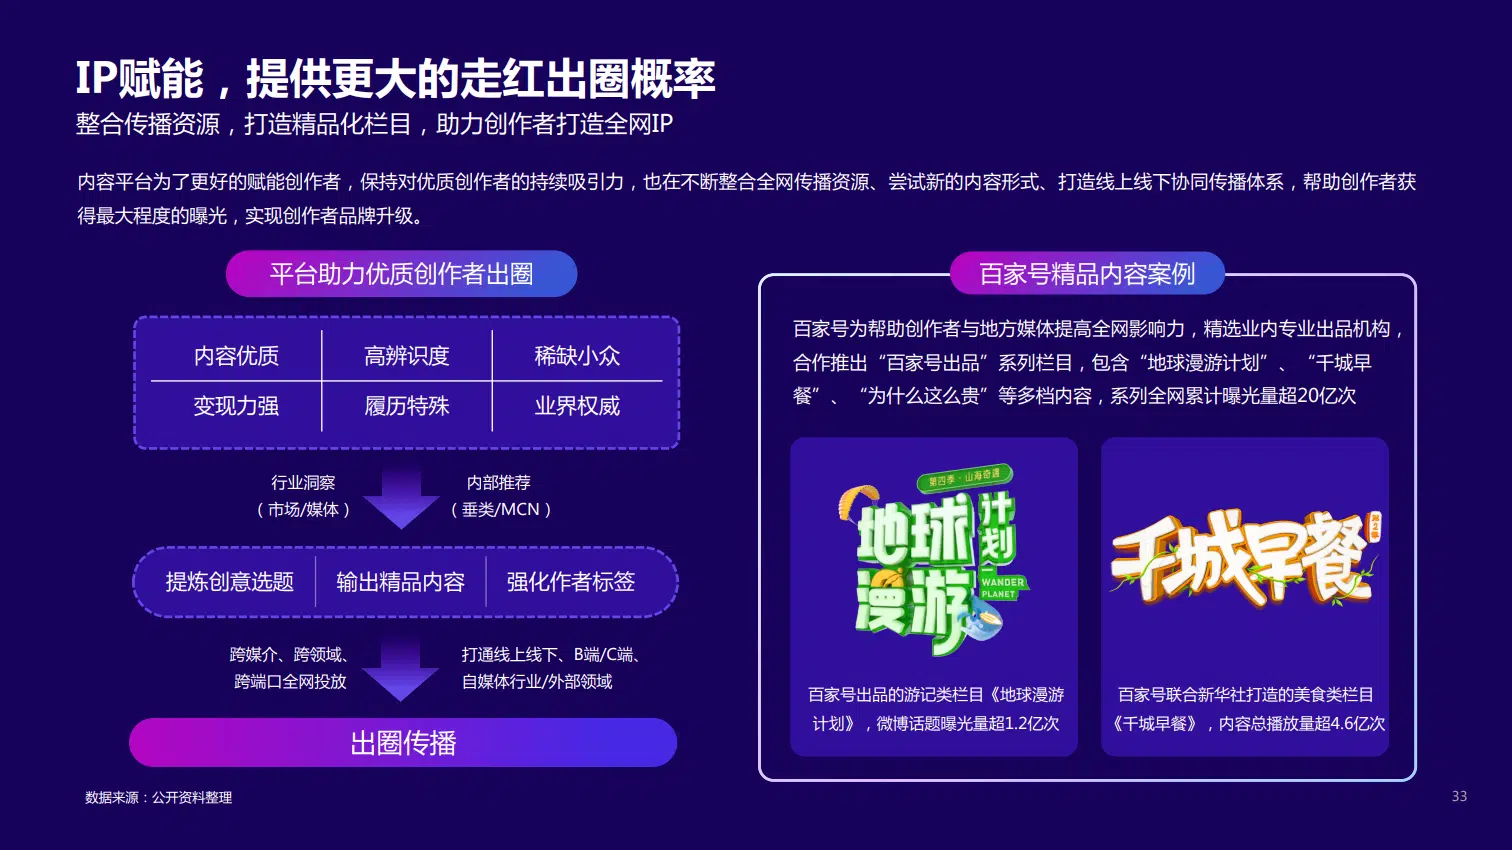 IP赋能，提供更大的走红出圈概率
整合传播资源，打造精品化栏目，助力创作者打造全网IP
内容平台为了更好的赋能创作者，保持对优质创作者的持续吸引力，也在不断整合全网传播资源、尝试新的内容形式、打造线上线下协同传播体系，帮助创作者获
得最大程度的曝光，实现创作者品牌升级。
平台助力优质创作者出圈
内容优质
高辨识度
稀缺小众
变现力强
履历特殊
业界权威
行业洞察
（市场/媒体）
内部推荐
（垂类/MCN）
提炼创意选题
输出精品内容
强化作者标签
跨媒介、跨领域、
跨端口全网投放
打通线上线下、B端/C端、
自媒体行业/外部领域
出圈传播
数据来源：公开资料整理
百家号精品内容案例
百家号为帮助创作者与地方媒体提高全网影响力，精选业内专业出品机构，
合作推出“百家号出品”系列栏目，包含“地球漫游计划”、“千城早
餐”、“为什么这么贵”等多档内容，系列全网累计曝光量超20亿次
第四季·山海奇遇
地球
漫游
计划
WANDER
PLANET
百家号出品的游记类栏目《地球漫游
计划》，微博话题曝光量超1.2亿次
千城早餐
第2季
百家号联合新华社打造的美食类栏目
《千城早餐》，内容总播放量超4.6亿次
33